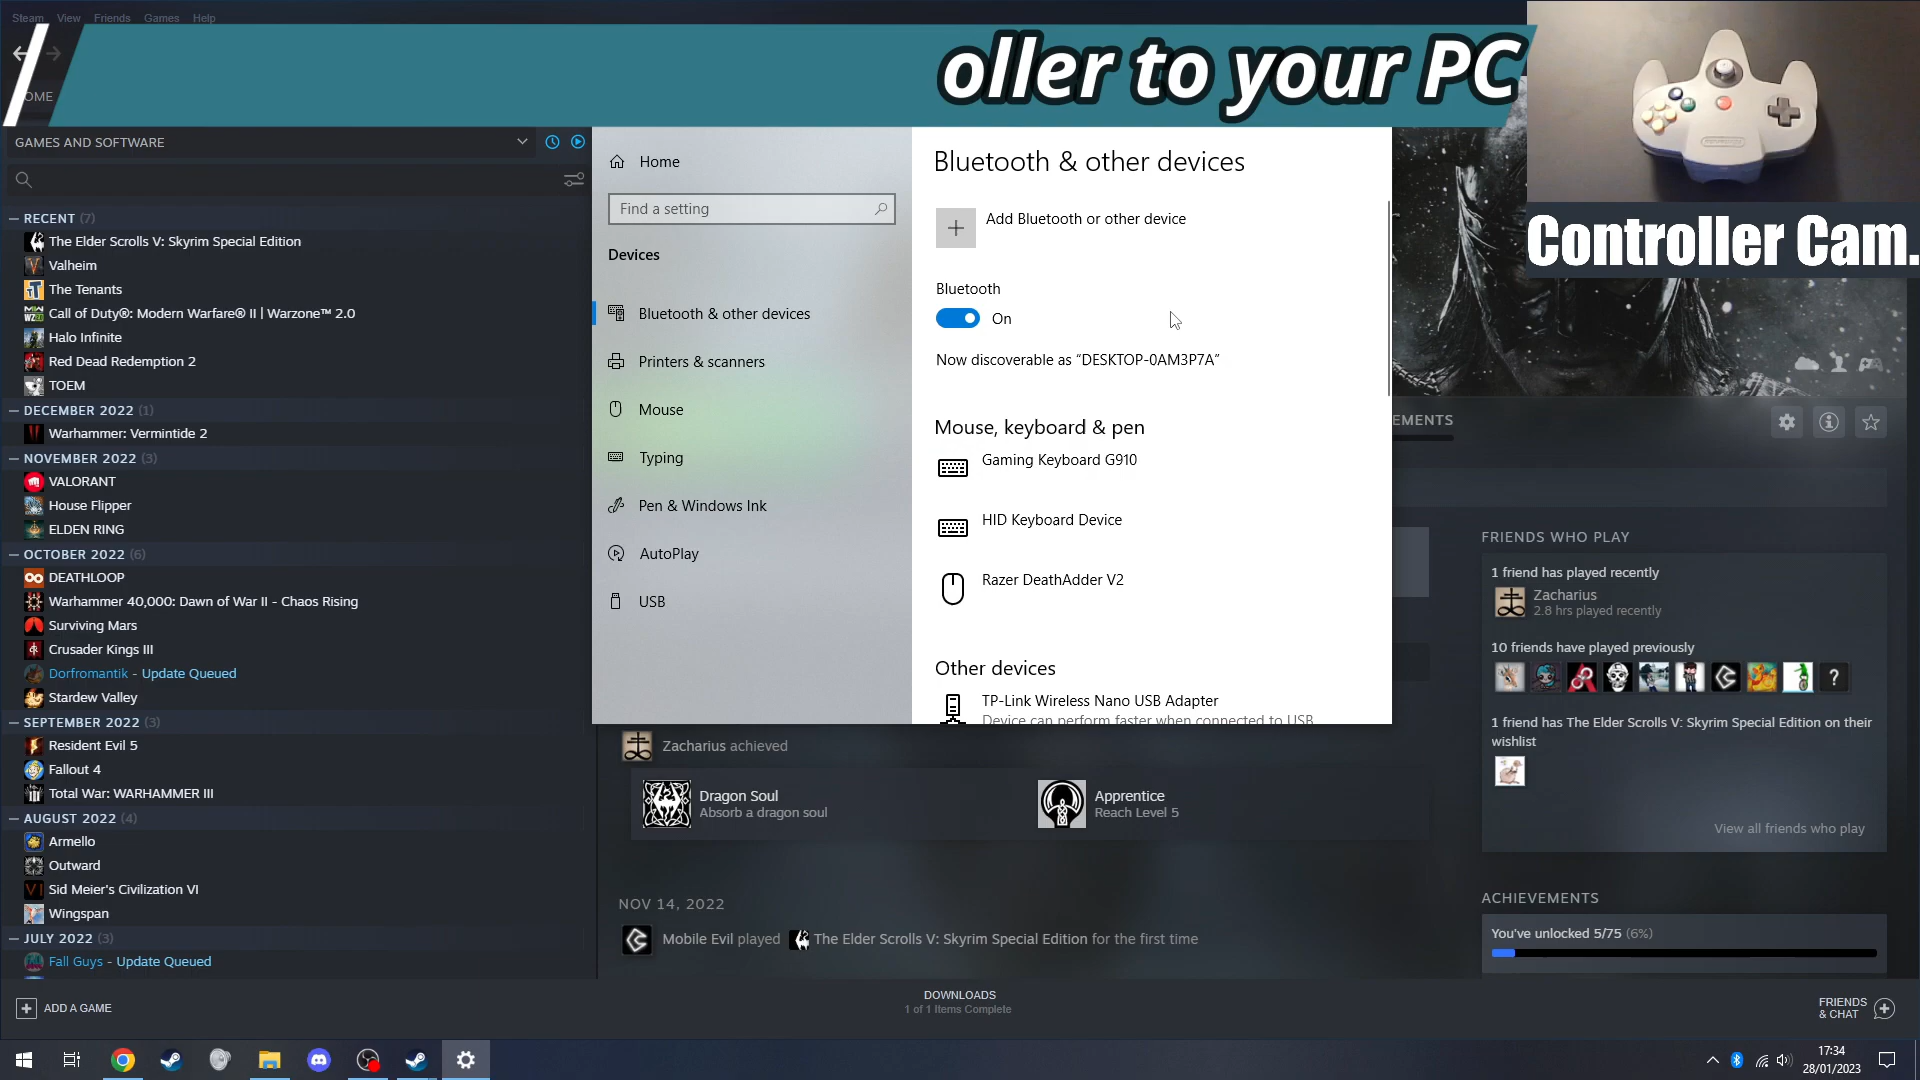 Steam View Friends Games Help
oller to your PC
OME
Controller Cam.
GAMES AND SOFTWARE
RECENT (7)
The Elder Scrolls V: Skyrim Special Edition
Valheim
The Tenants
Call of Duty®: Modern Warfare® II | Warzone™ 2.0
Halo Infinite
Red Dead Redemption 2
TOEM
DECEMBER 2022 (1)
Warhammer: Vermintide 2
NOVEMBER 2022 (3)
VALORANT
House Flipper
ELDEN RING
OCTOBER 2022 (6)
DEATHLOOP
Warhammer 40,000: Dawn of War II - Chaos Rising
Surviving Mars
Crusader Kings III
Dorfromantik - Update Queued
Stardew Valley
SEPTEMBER 2022 (3)
Resident Evil 5
Fallout 4
Total War: WARHAMMER III
AUGUST 2022 (4)
Armello
Outward
Sid Meier's Civilization VI
Wingspan
JULY 2022 (3)
Fall Guys - Update Queued
ADD A GAME
Home
Find a setting
Devices
Bluetooth & other devices
Printers & scanners
Mouse
Typing
Pen & Windows Ink
AutoPlay
USB
Bluetooth & other devices
Add Bluetooth or other device
Bluetooth
On
Now discoverable as “DESKTOP-0AM3P7A”
Mouse, keyboard & pen
Gaming Keyboard G910
HID Keyboard Device
Razer DeathAdder V2
Other devices
TP-Link Wireless Nano USB Adapter
Device can perform faster when connected to USB
EMENTS
Zacharius achieved
Dragon Soul
Absorb a dragon soul
Apprentice
Reach Level 5
NOV 14, 2022
Mobile Evil played The Elder Scrolls V: Skyrim Special Edition for the first time
FRIENDS WHO PLAY
1 friend has played recently
Zacharius
2.8 hrs played recently
10 friends have played previously
?
1 friend has The Elder Scrolls V: Skyrim Special Edition on their
wishlist
View all friends who play
ACHIEVEMENTS
You've unlocked 5/75 (6%)
DOWNLOADS
1 of 1 Items Complete
FRIENDS
& CHAT
17:34
28/01/2023